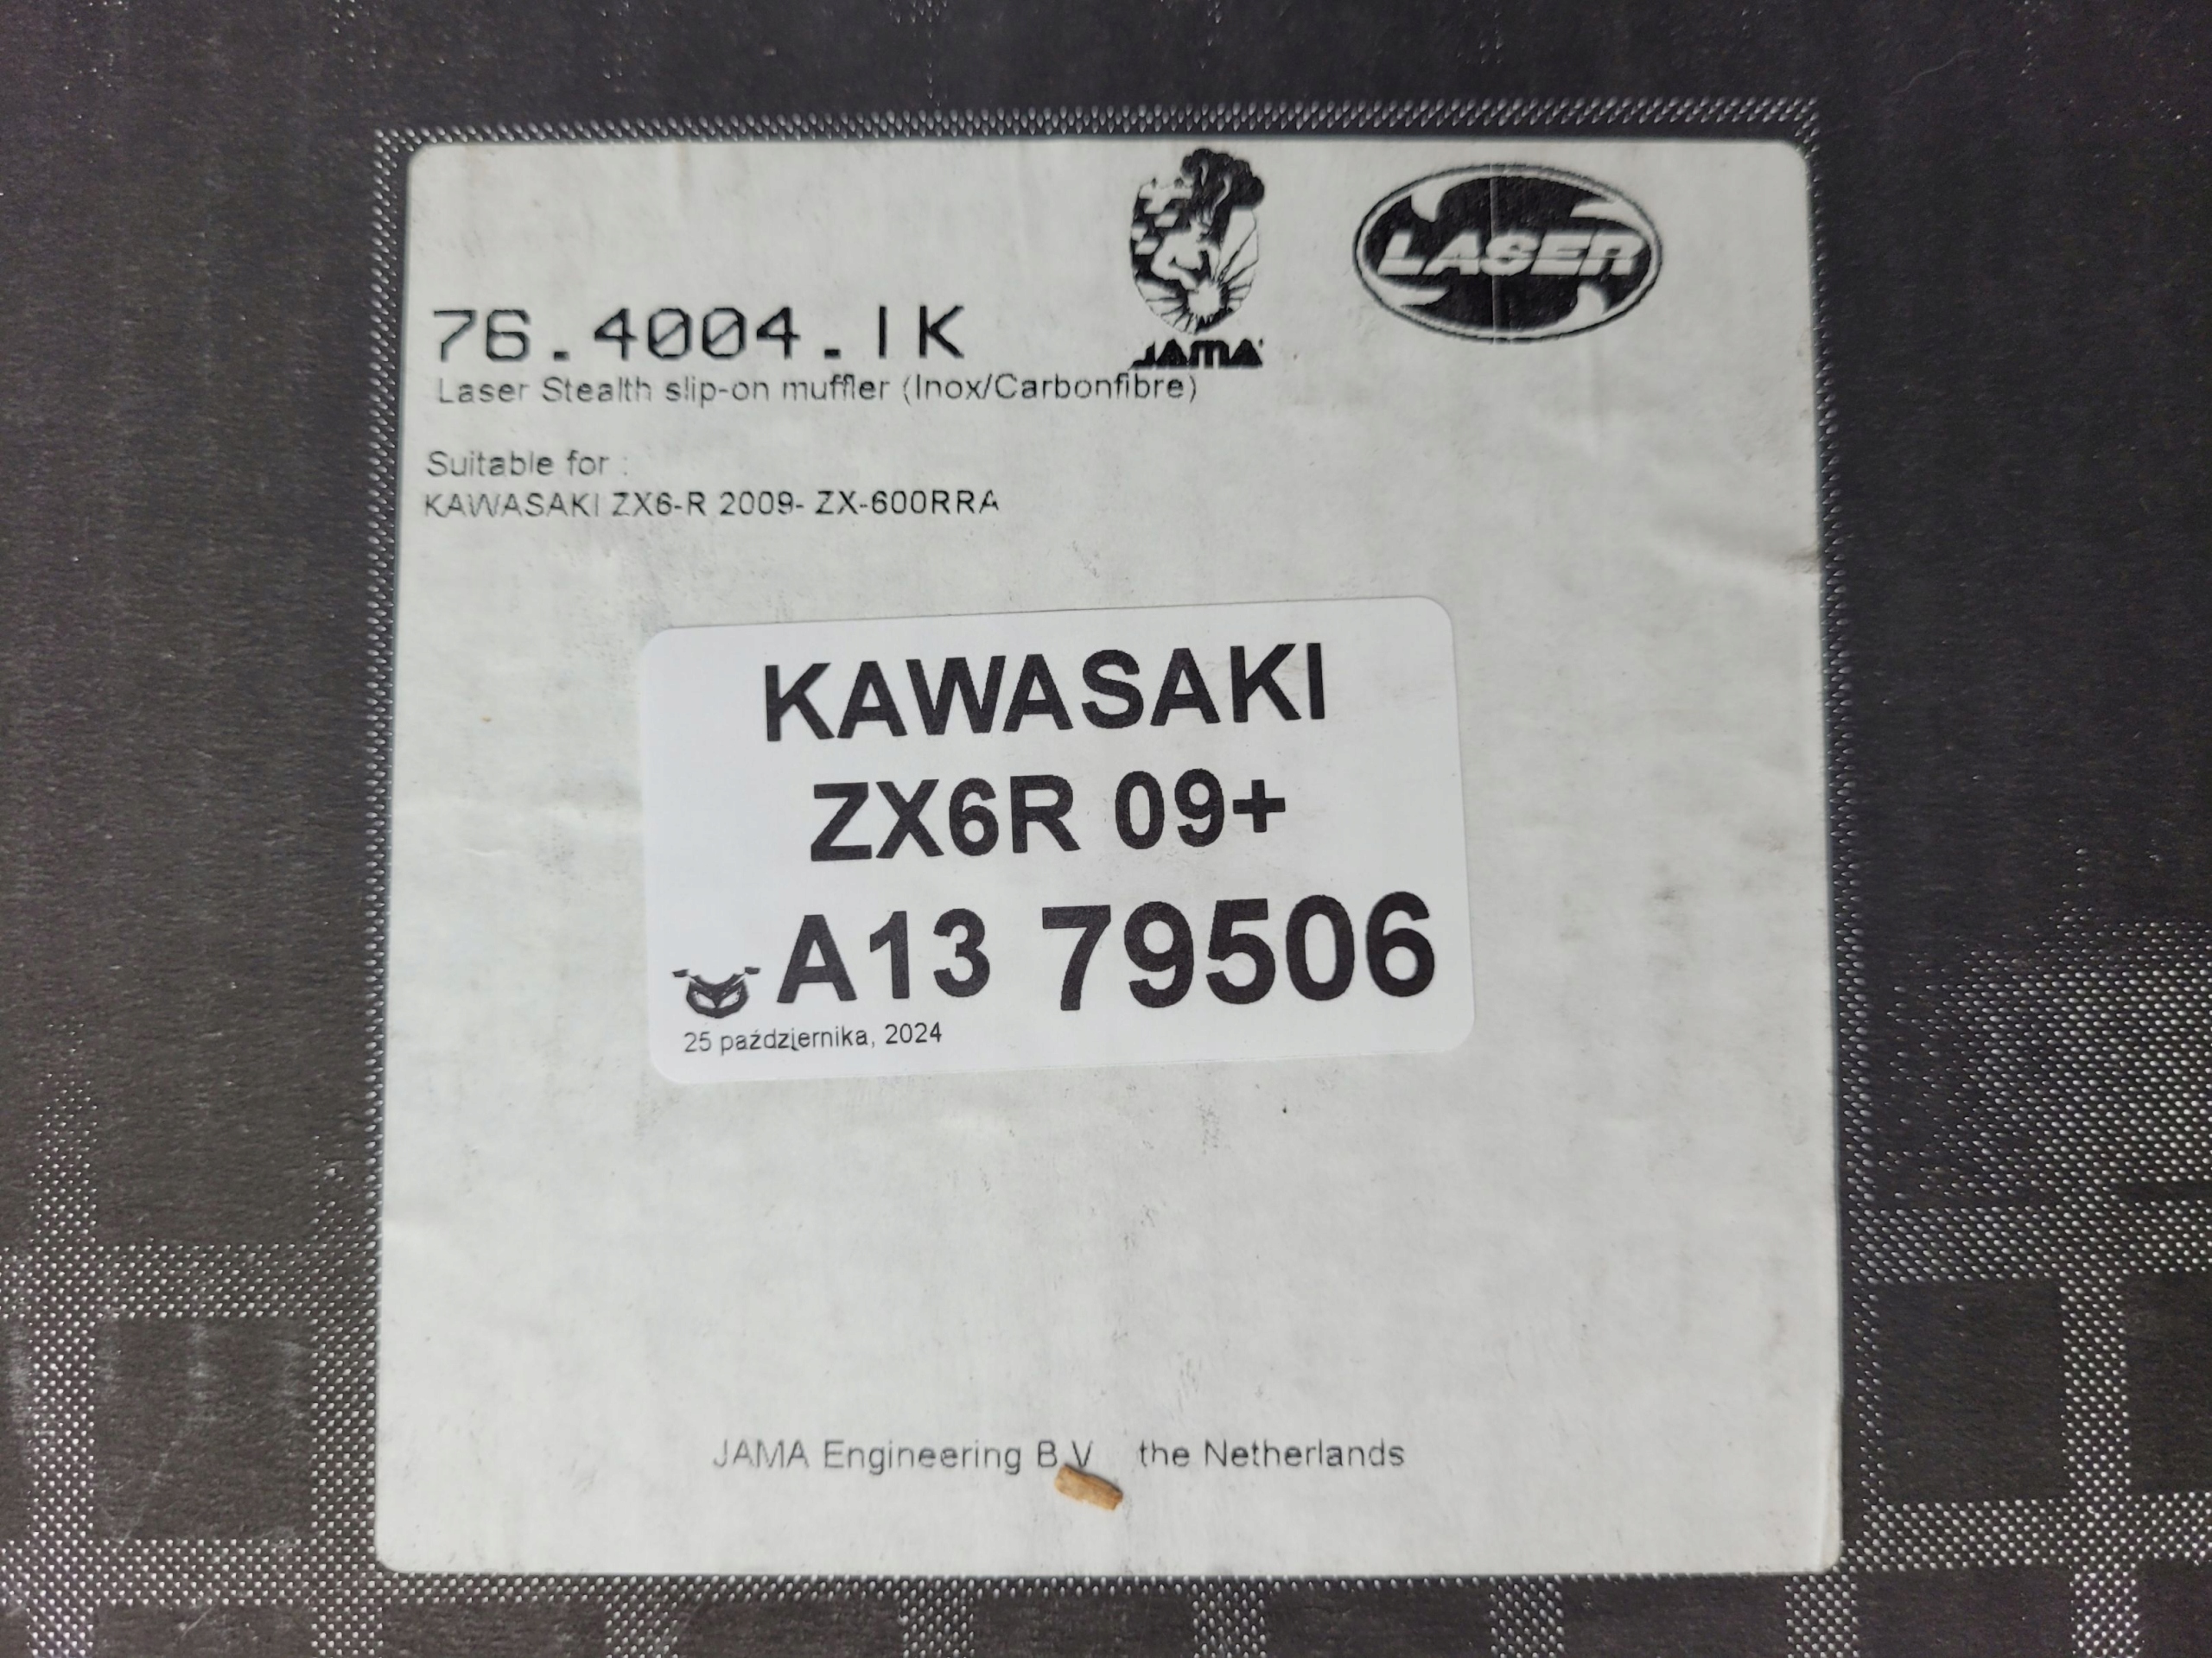 JAMA
LASER
76.4004.IK
Laser Stealth slip-on muffler (Inox/Carbonfibre)
Suitable for :
KAWASAKI ZX6-R 2009- ZX-600RRA
KAWASAKI
ZX6R 09+
A13 79506
25 października, 2024
JAMA Engineering B.V the Netherlands